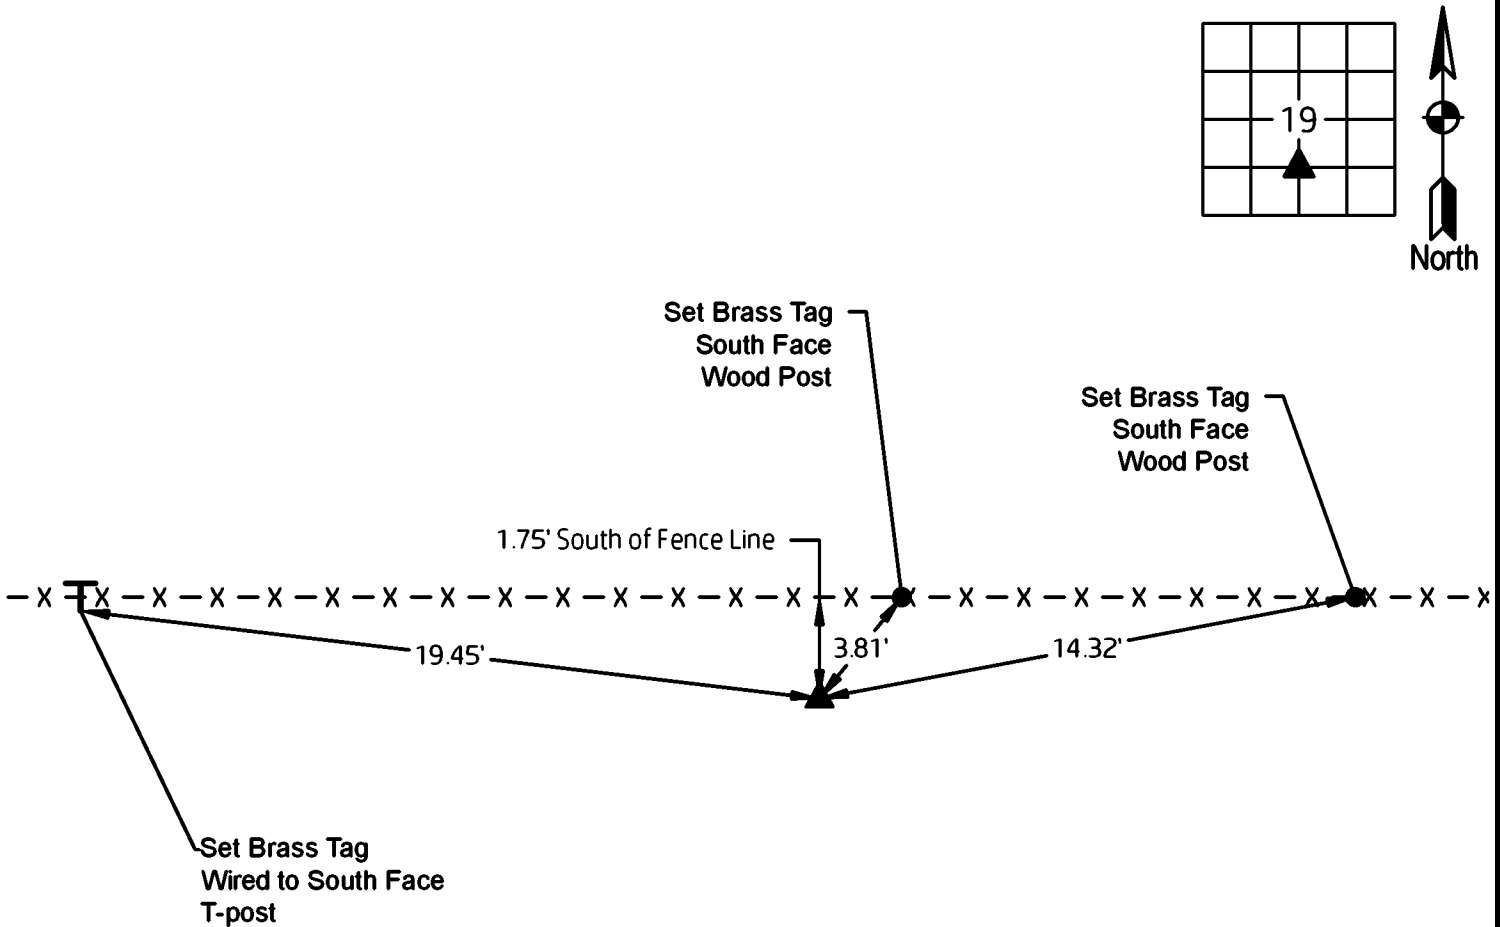 19
North
Set Brass Tag
South Face
Wood Post
Set Brass Tag
South Face
Wood Post
1.75' South of Fence Line
3.81'
14.32'
19.45'
Set Brass Tag
Wired to South Face
T-post